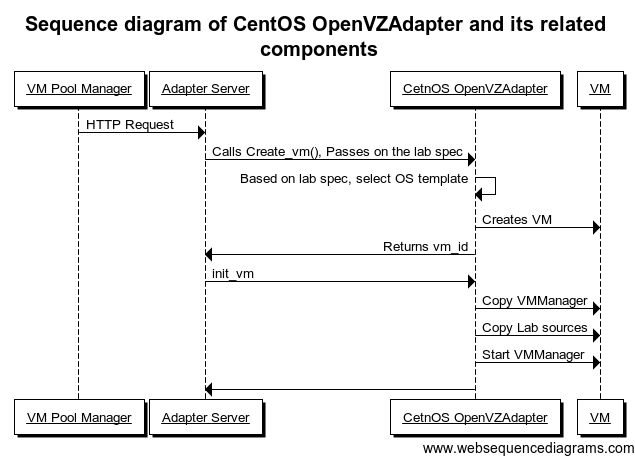 Sequence diagram of CentOS OpenVZAdapter and its related
components
VM Pool Manager
Adapter Server
CetnOS OpenVZAdapter
VM
HTTP Request
Calls Create_vm(), Passes on the lab spec
Based on lab spec, select OS template
Creates VM
Returns vm_id
init_vm
Copy VMManager
Copy Lab sources
Start VMManager
VM Pool Manager
Adapter Server
CetnOS OpenVZAdapter
VM
www.websequencediagrams.com